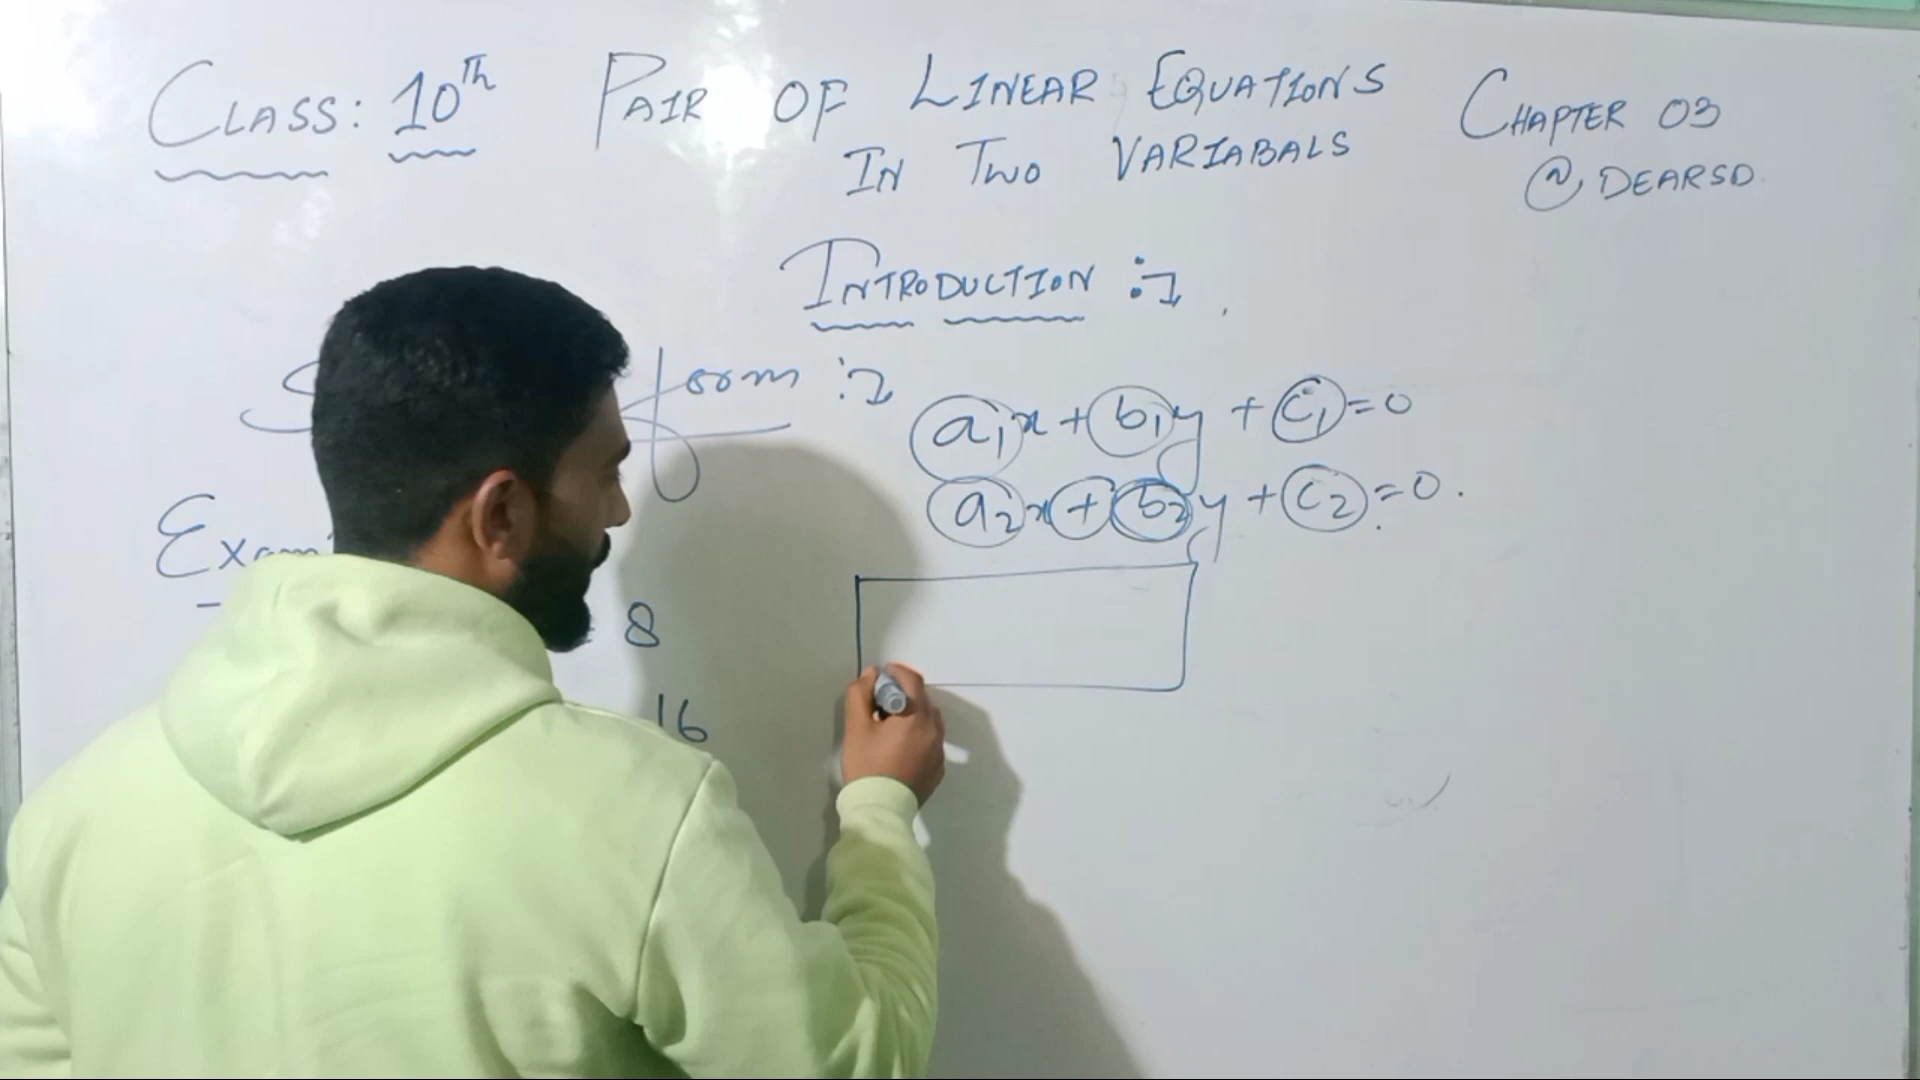 CLASS: 10Th PAIR OF LINEAR EQUATIONS
IN TWO VARIABALS
CHAPTER 03
@DEARSD
INTRODUCTION :-
form :-
a₁x + b₁y + c₁ = 0
a₂x + b₂y + c₂ = 0.
8
16